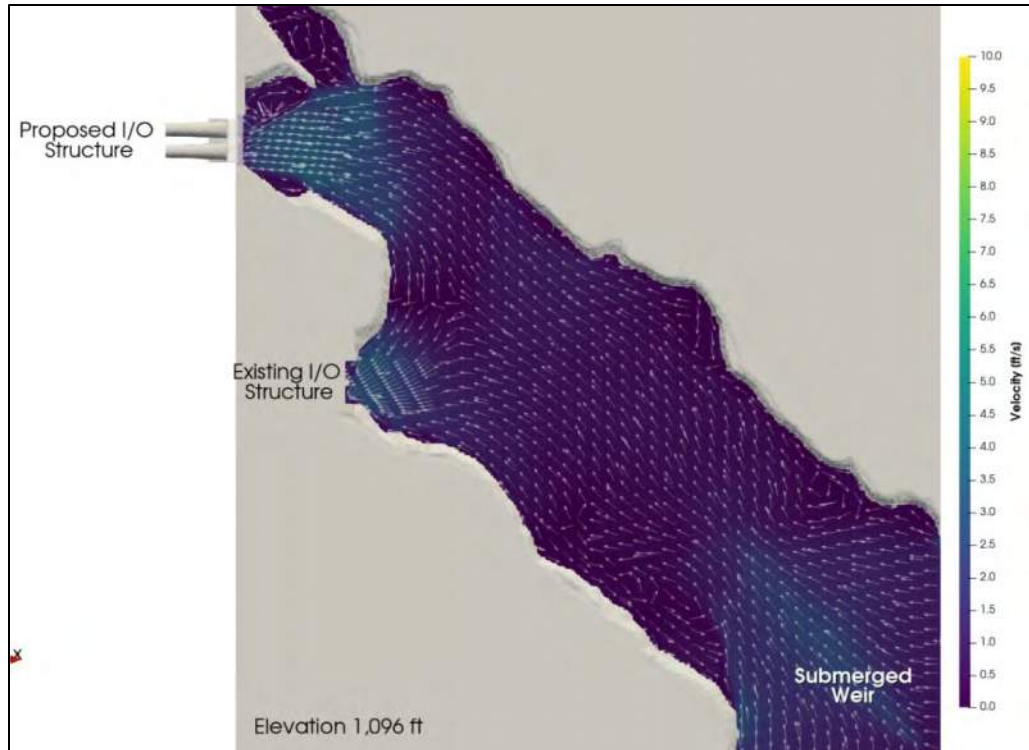 Proposed I/O
Structure
Existing I/O
Structure
Submerged
Weir
Elevation 1,096 ft
X
10.0
9.5
9.0
8.5
8.0
7.5
7.0
6.5
6.0
5.5
5.0
4.5
4.0
3.5
3.0
2.5
2.0
1.5
1.0
0.5
0.0
Velocity (ft/s)